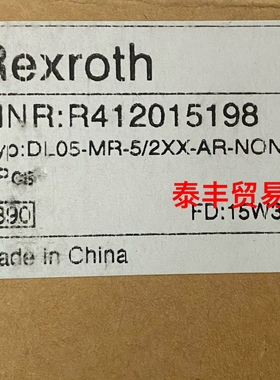 Rexroth
MNR:R412015198
Typ:DL05-MR-5/2XX-AR-NON
泰丰贸易
FD:15W3
Made in China